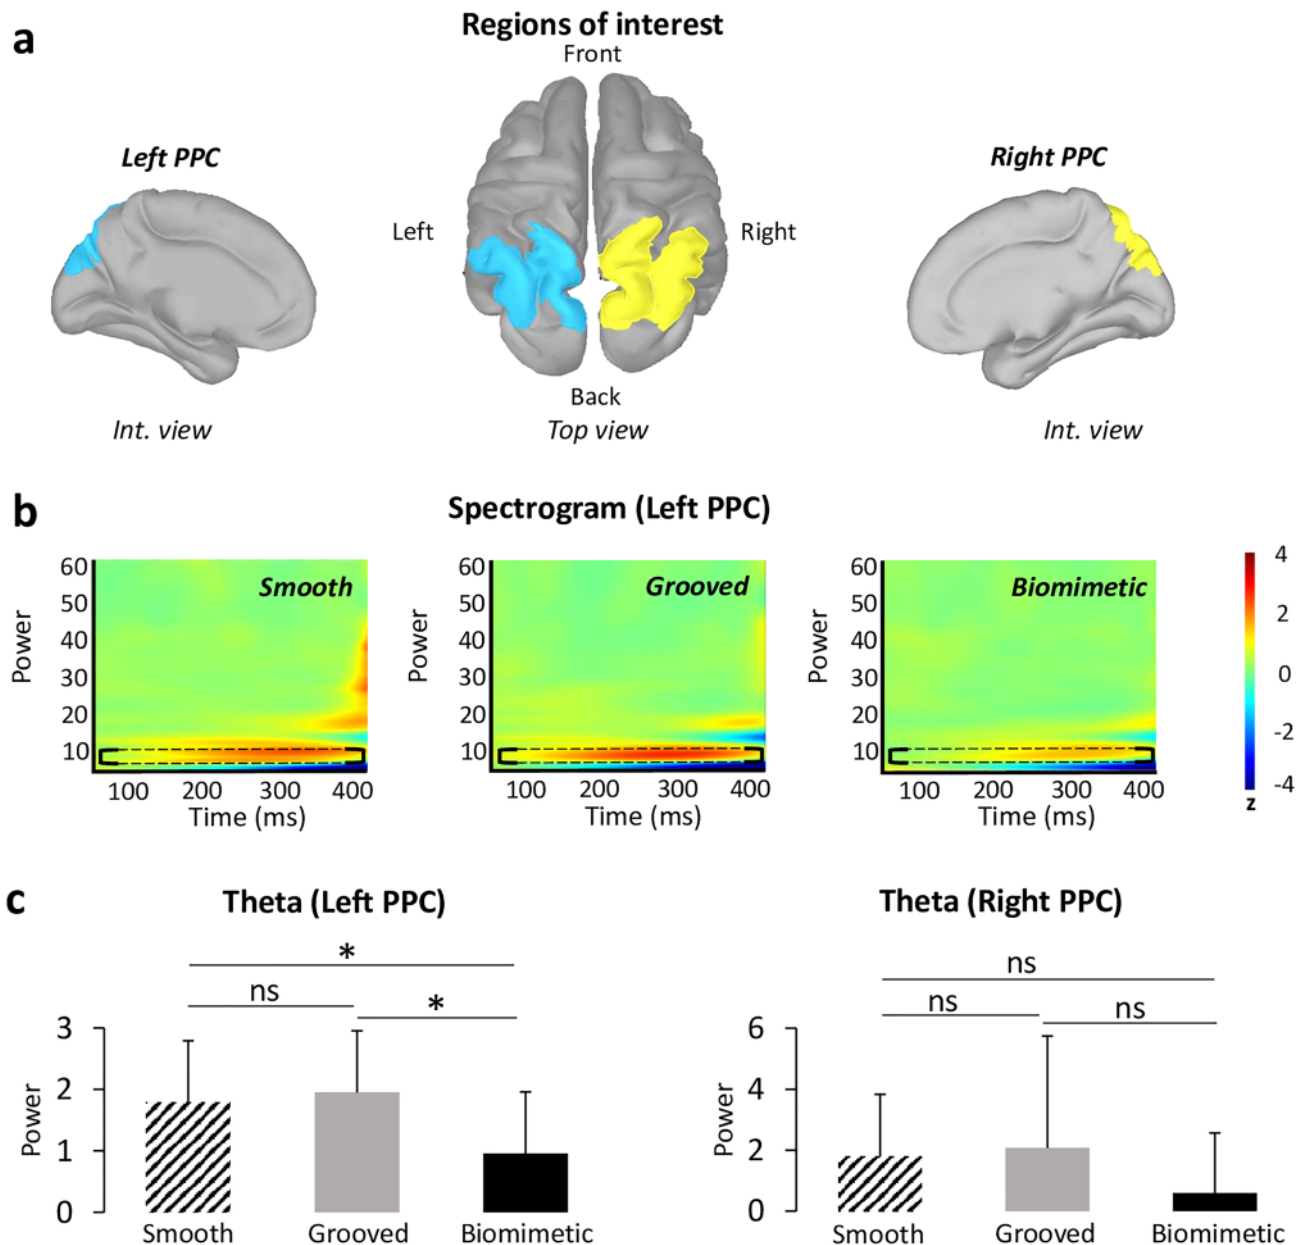 a
Regions of interest
Front
Left PPC
Right PPC
Left
Right
Back
Int. view
Top view
Int. view
b
Spectrogram (Left PPC)
Power
60
50
40
30
20
10
Smooth
100 200 300 400
Time (ms)
Power
60
50
40
30
20
10
Grooved
100 200 300 400
Time (ms)
Power
60
50
40
30
20
10
Biomimetic
100 200 300 400
Time (ms)
4
2
0
-2
-4
z
c
Theta (Left PPC)
*
ns
*
Power
3
2
1
0
Smooth Grooved Biomimetic
Theta (Right PPC)
ns
ns
ns
Power
6
4
2
0
Smooth Grooved Biomimetic